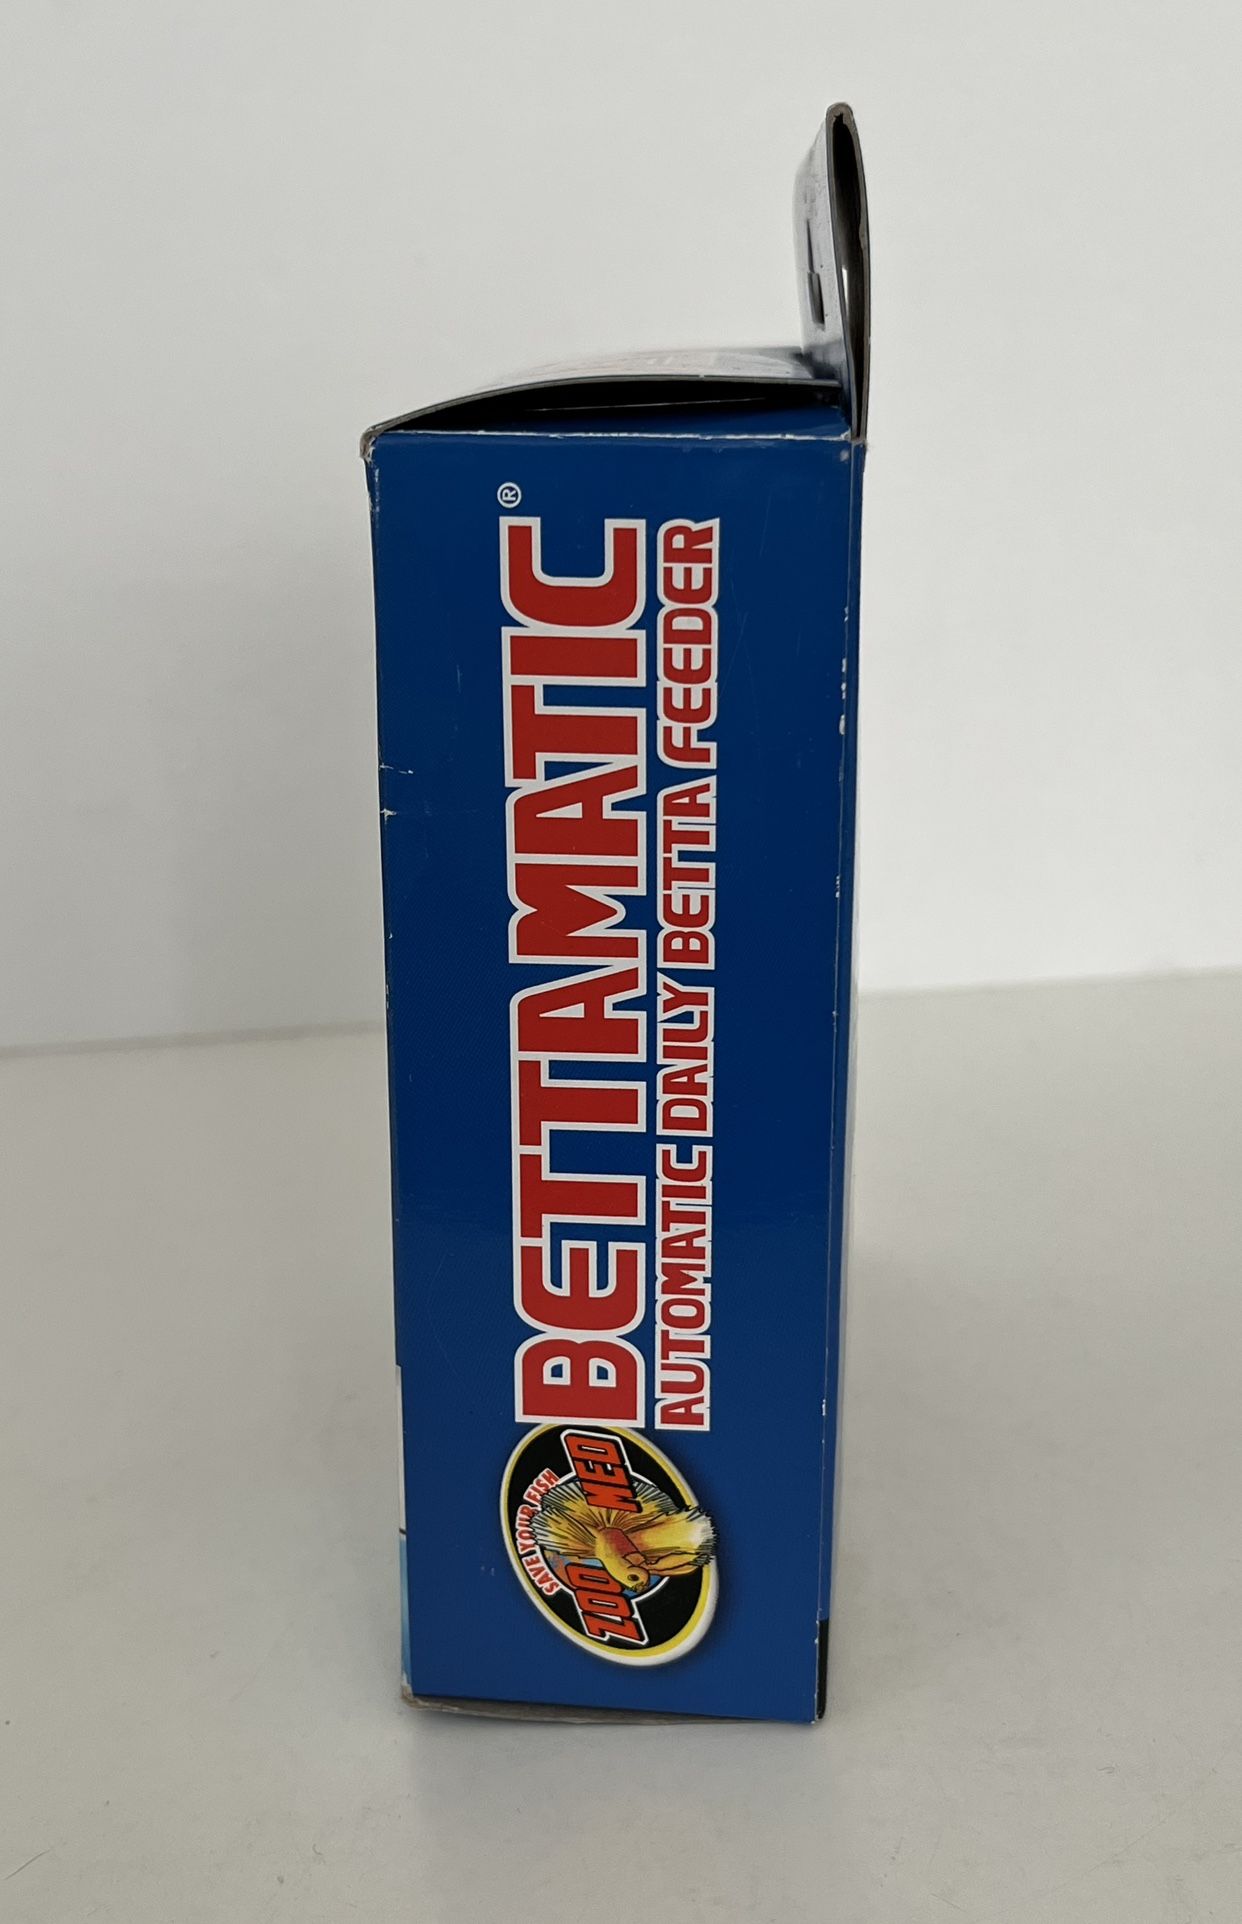 BETTAMATIC®
AUTOMATIC DAILY BETTA FEEDER
SAVE YOUR FISH
ZOO MED